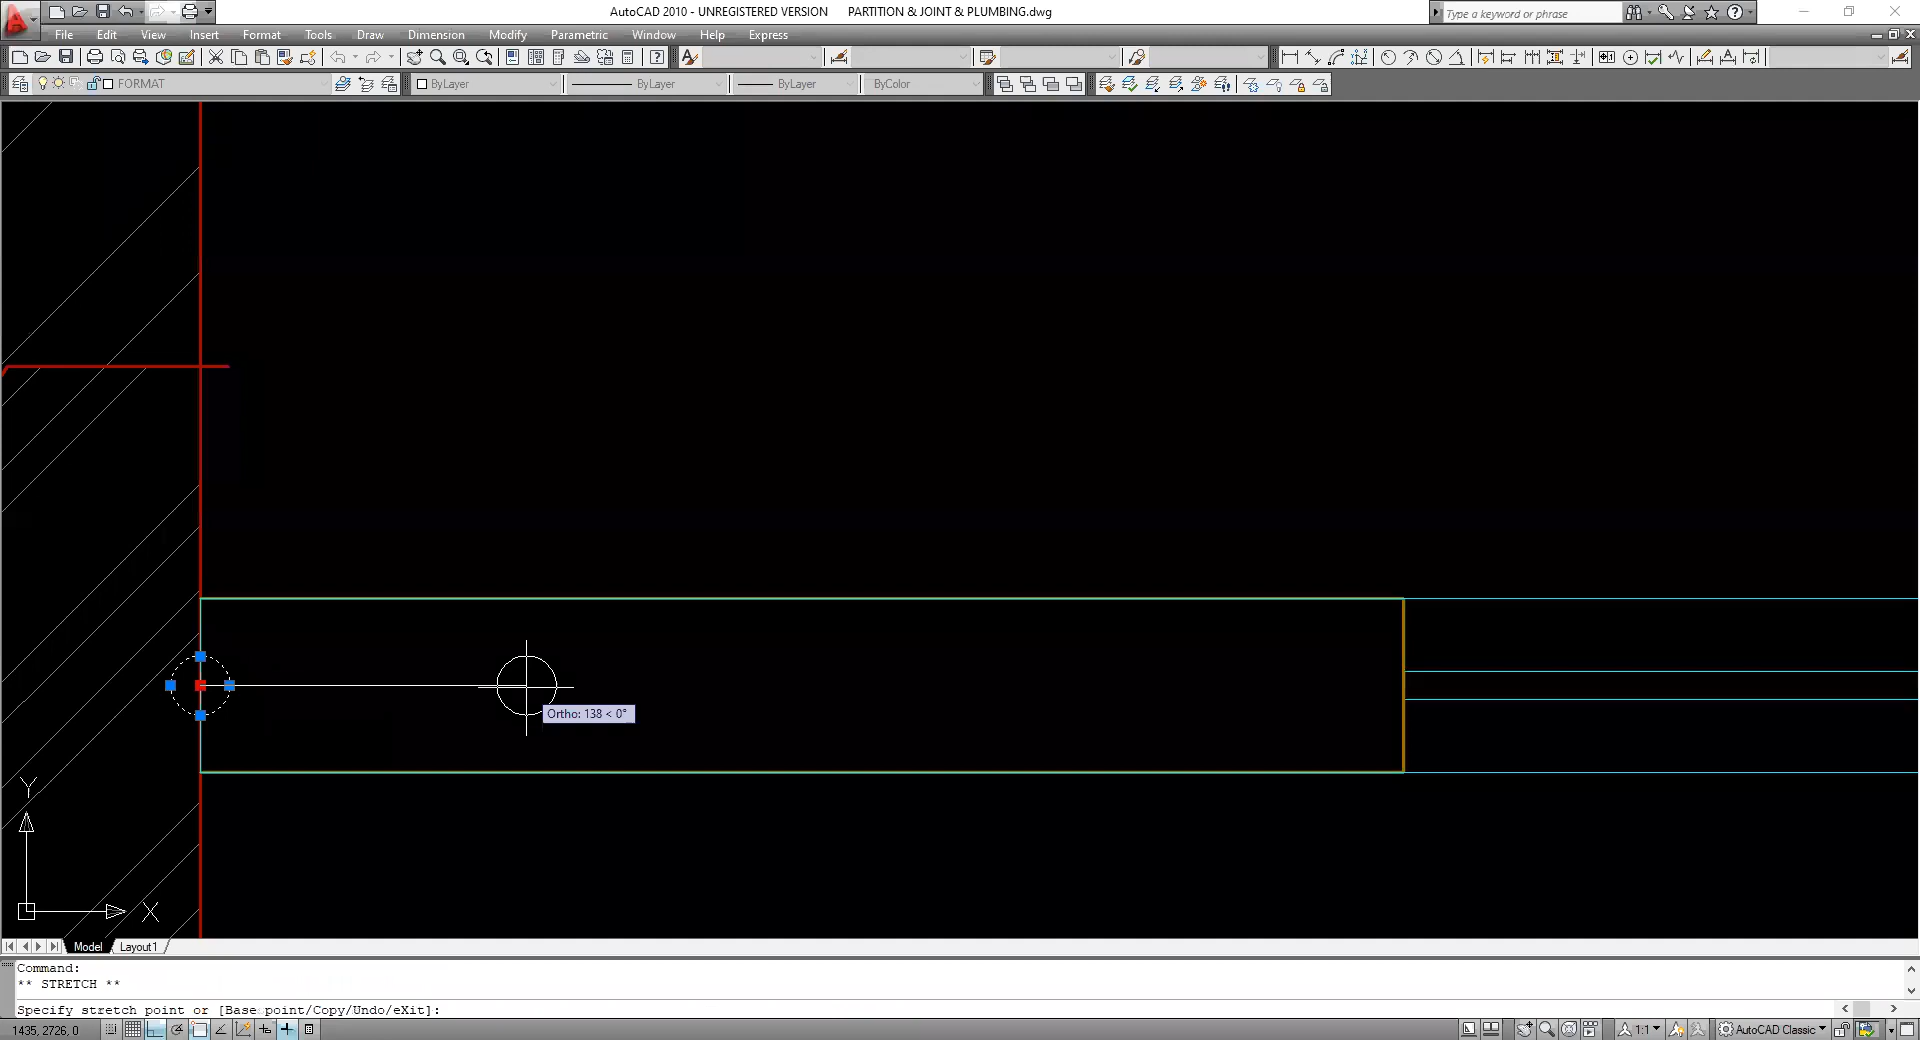 AutoCAD 2010 - UNREGISTERED VERSION PARTITION & JOINT & PLUMBING.dwg
Type a keyword or phrase
File Edit View Insert Format Tools Draw Dimension Modify Parametric Window Help Express
FORMAT ByLayer ByLayer ByLayer ByColor
Ortho: 138 < 0°
Y
X
Model Layout1
Command:
** STRETCH **
Specify stretch point or [Base point/Copy/Undo/eXit]:
1435, 2726, 0 1:1 AutoCAD Classic